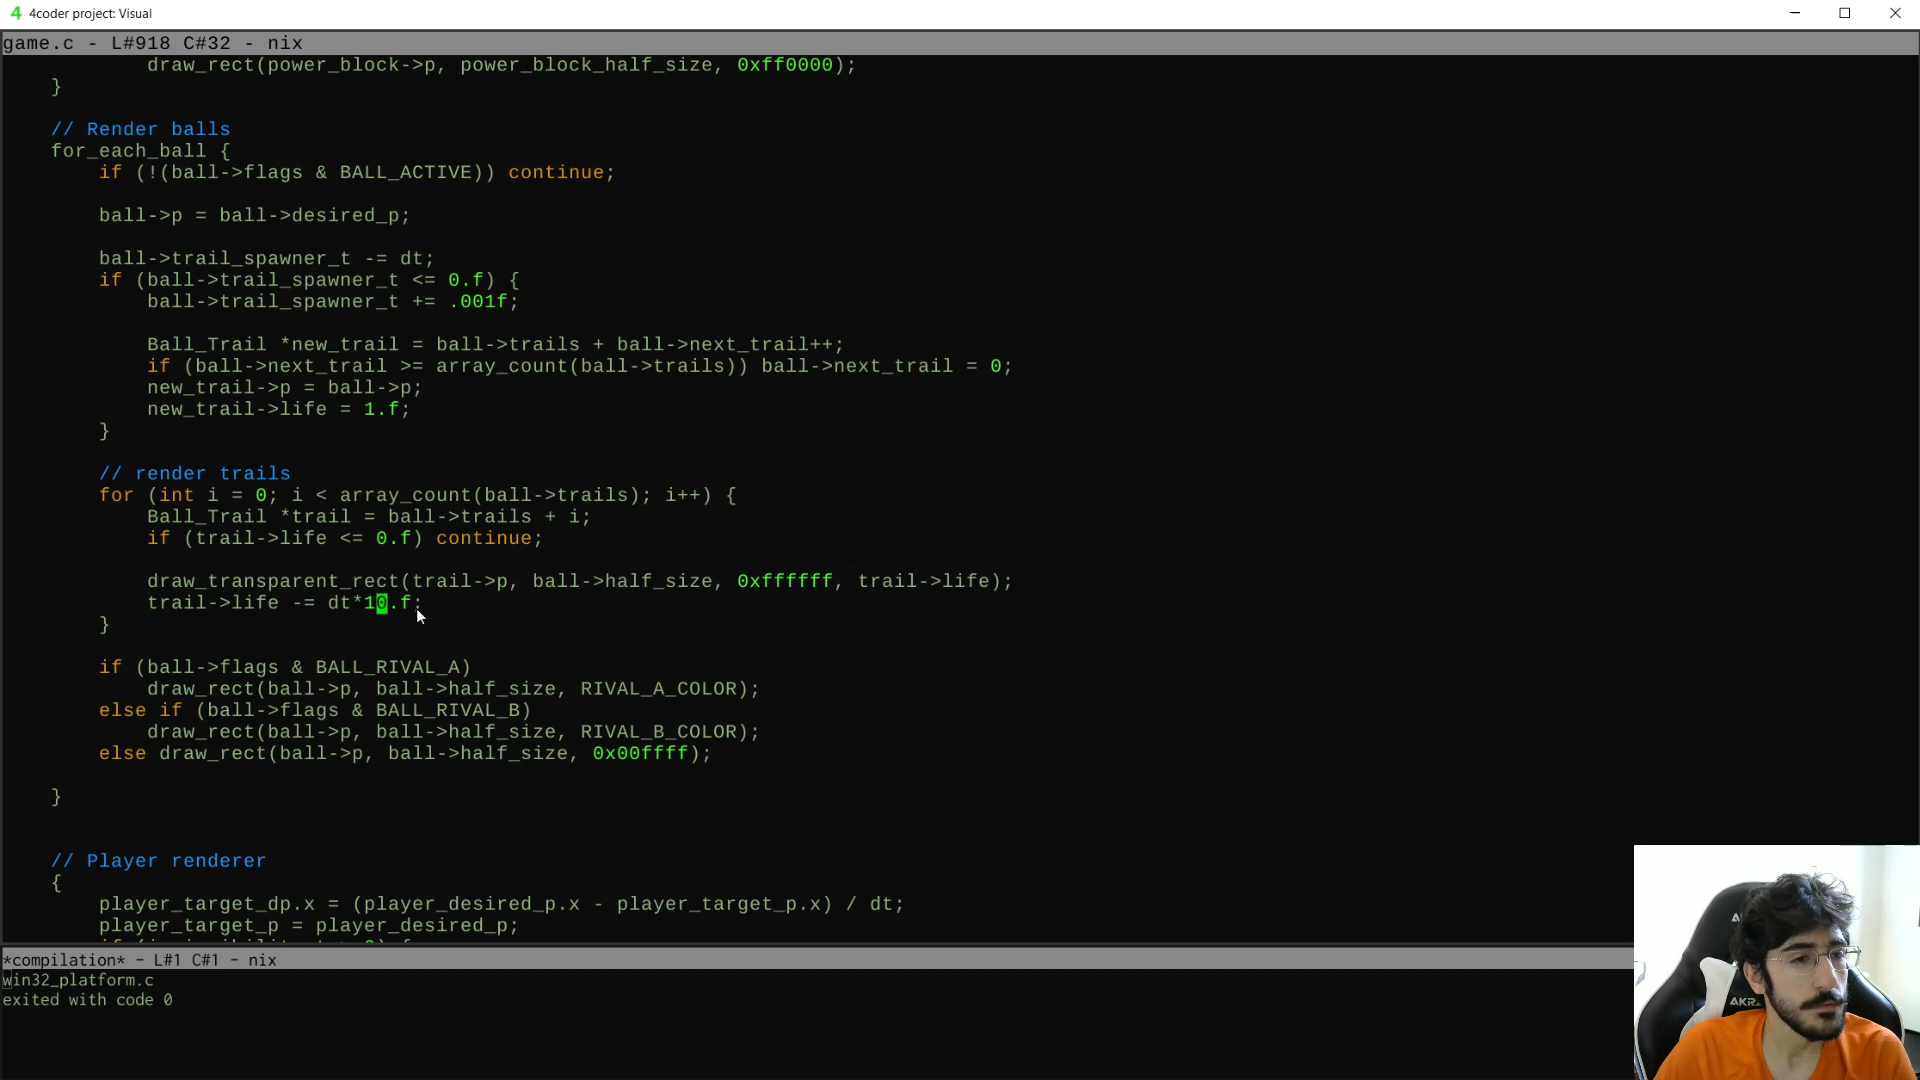 4coder project: Visual
game.c - L#918 C#32 - nix
draw_rect(power_block->p, power_block_half_size, 0xff0000);
}
// Render balls
for_each_ball {
if (!(ball->flags & BALL_ACTIVE)) continue;
ball->p = ball->desired_p;
ball->trail_spawner_t -= dt;
if (ball->trail_spawner_t <= 0.f) {
ball->trail_spawner_t += .001f;
Ball_Trail *new_trail = ball->trails + ball->next_trail++;
if (ball->next_trail >= array_count(ball->trails)) ball->next_trail = 0;
new_trail->p = ball->p;
new_trail->life = 1.f;
}
// render trails
for (int i = 0; i < array_count(ball->trails); i++) {
Ball_Trail *trail = ball->trails + i;
if (trail->life <= 0.f) continue;
draw_transparent_rect(trail->p, ball->half_size, 0xffffff, trail->life);
trail->life -= dt*10.f;
}
if (ball->flags & BALL_RIVAL_A)
draw_rect(ball->p, ball->half_size, RIVAL_A_COLOR);
else if (ball->flags & BALL_RIVAL_B)
draw_rect(ball->p, ball->half_size, RIVAL_B_COLOR);
else draw_rect(ball->p, ball->half_size, 0x00ffff);
}
// Player renderer
{
player_target_dp.x = (player_desired_p.x - player_target_p.x) / dt;
player_target_p = player_desired_p;
*compilation* - L#1 C#1 - nix
win32_platform.c
exited with code 0